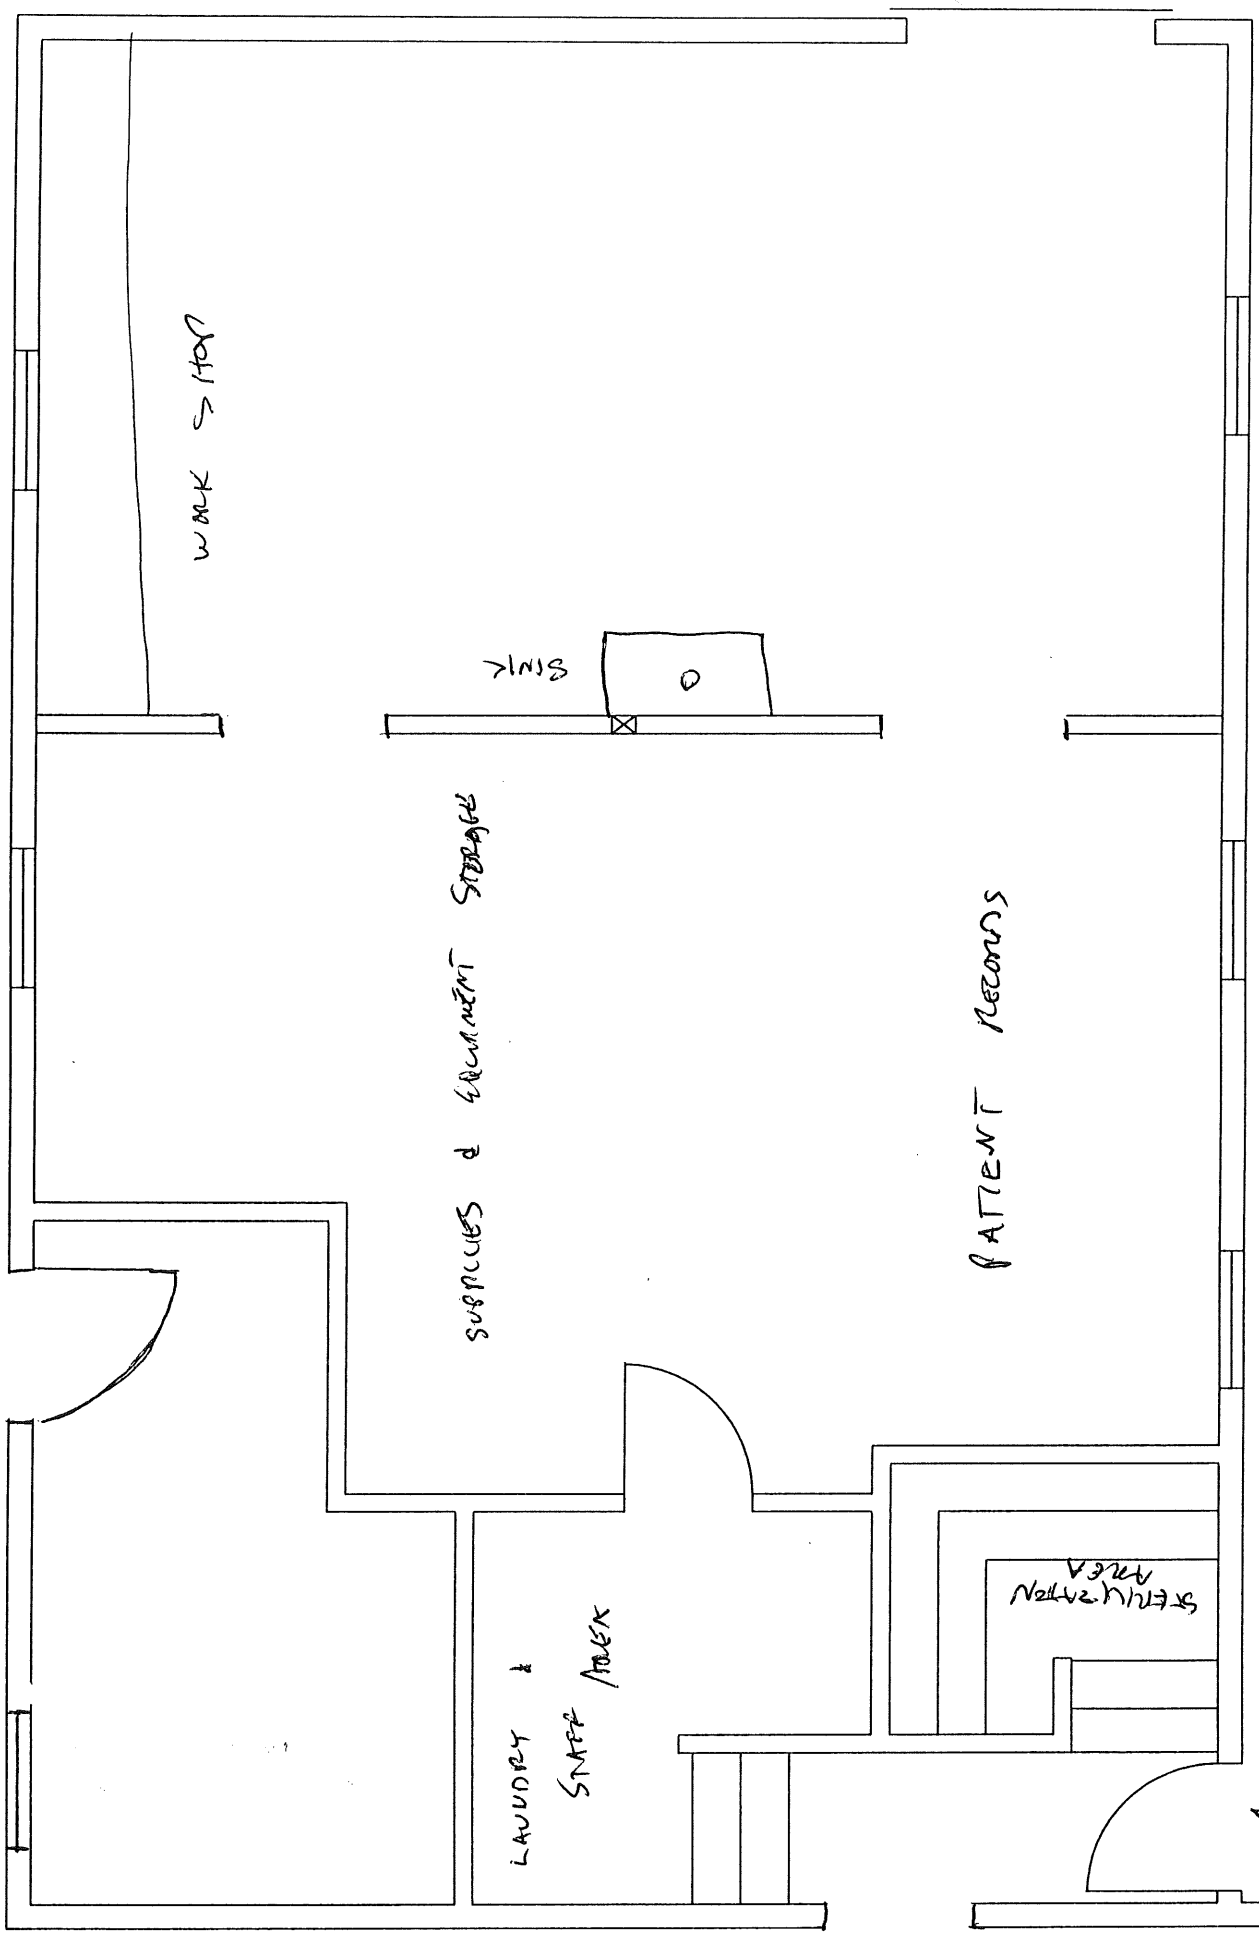 WORK SHOP
SINK
SUPPLIES & EQUIPMENT STORAGE
PATIENT RECORDS
LAUNDRY &
STAFF AREA
STERILIZATION
AREA